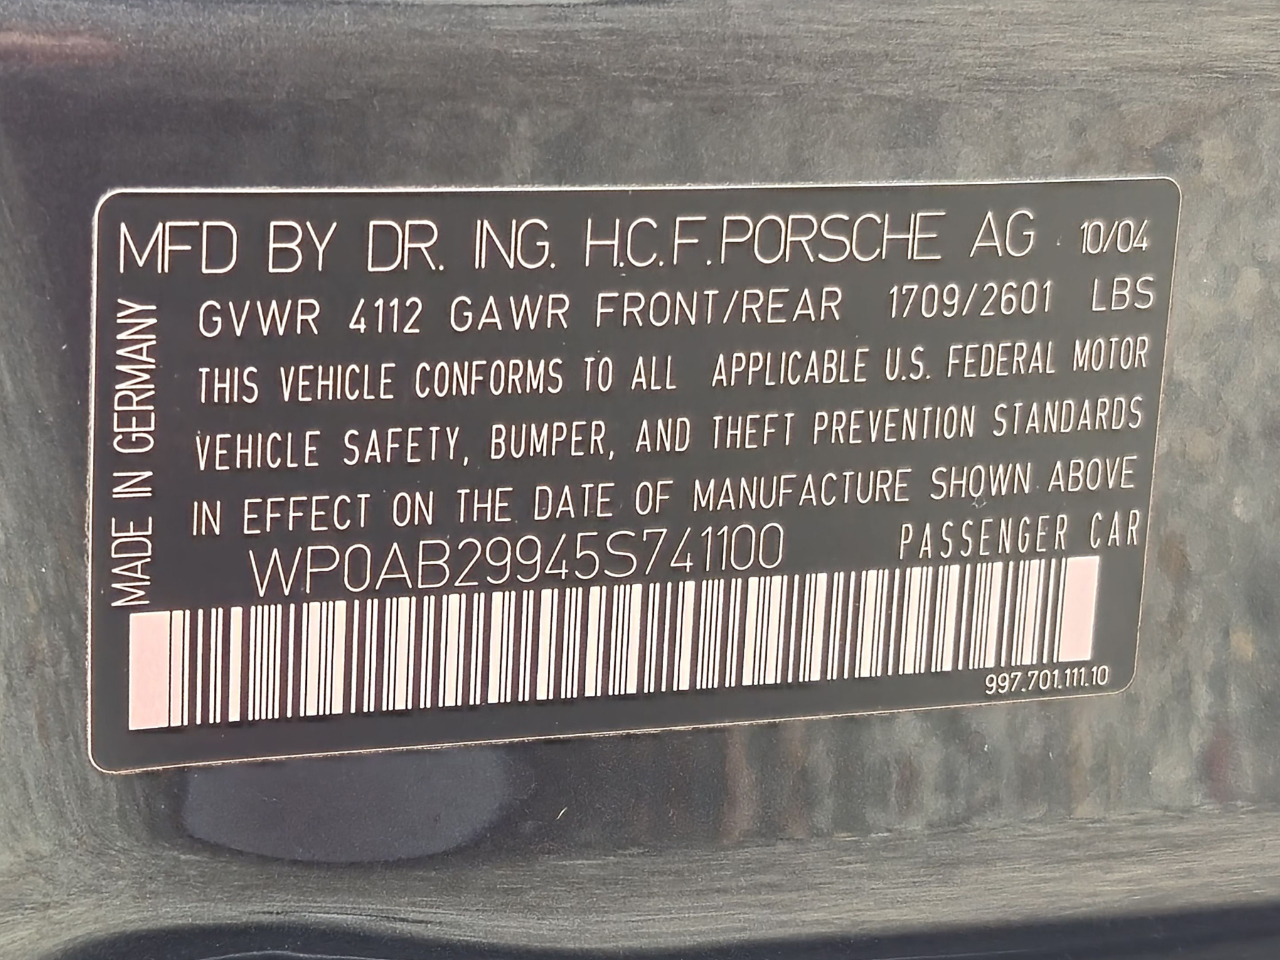 MFD BY DR. ING. H.C.F. PORSCHE AG 10/04
GVWR 4112 GAWR FRONT/REAR 1709/2601 LBS
THIS VEHICLE CONFORMS TO ALL APPLICABLE U.S. FEDERAL MOTOR
VEHICLE SAFETY, BUMPER, AND THEFT PREVENTION STANDARDS
IN EFFECT ON THE DATE OF MANUFACTURE SHOWN ABOVE
WP0AB29945S741100 PASSENGER CAR
997.701.111.10
MADE IN GERMANY